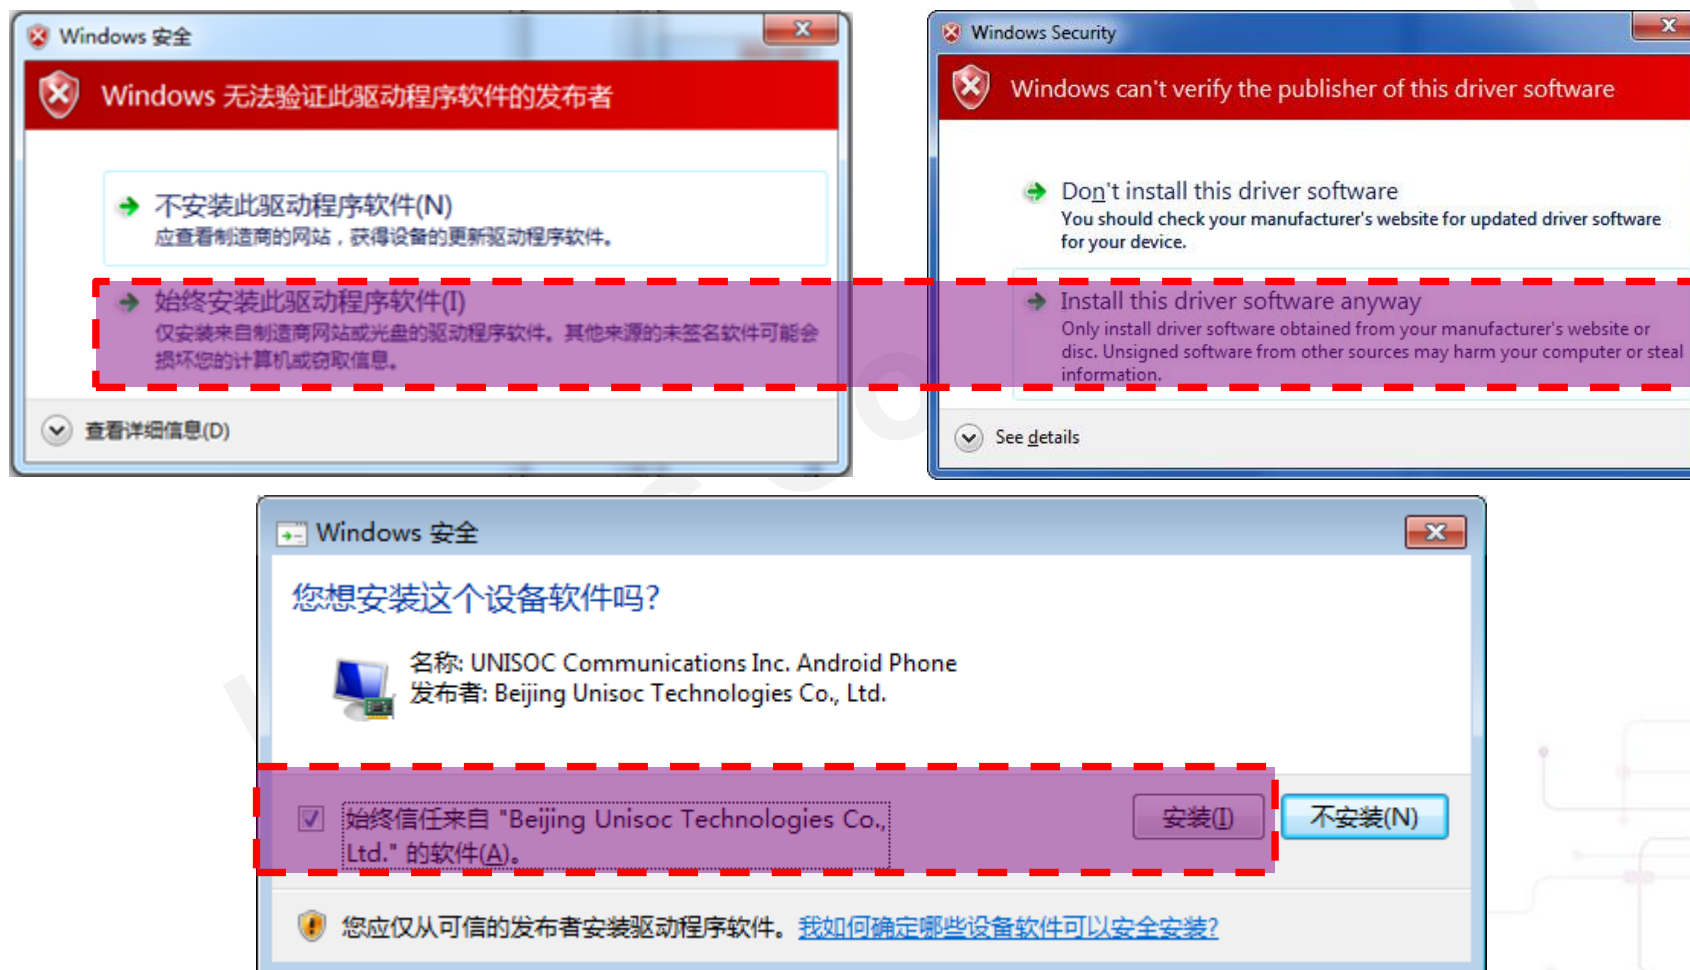 Windows 安全
Windows 无法验证此驱动程序软件的发布者
不安装此驱动程序软件(N)
应查看制造商的网站，获得设备的更新驱动程序软件。
始终安装此驱动程序软件(I)
仅安装来自制造商网站或光盘的驱动程序软件。其他来源的未签名软件可能会
损坏您的计算机或窃取信息。
查看详细信息(D)
Windows Security
Windows can't verify the publisher of this driver software
Don't install this driver software
You should check your manufacturer's website for updated driver software
for your device.
Install this driver software anyway
Only install driver software obtained from your manufacturer's website or
disc. Unsigned software from other sources may harm your computer or steal
information.
See details
Windows 安全
您想安装这个设备软件吗?
名称: UNISOC Communications Inc. Android Phone
发布者: Beijing Unisoc Technologies Co., Ltd.
始终信任来自 "Beijing Unisoc Technologies Co.,
Ltd." 的软件(A)。
安装(I)
不安装(N)
您应仅从可信的发布者安装驱动程序软件。我如何确定哪些设备软件可以安全安装?